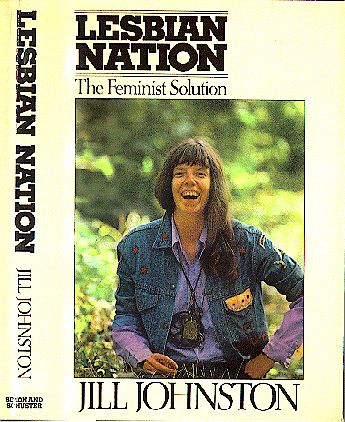 LESBIAN NATION
JILL JOHNSTON
SIMON AND
SCHUSTER
LESBIAN
NATION
The Feminist Solution
JILL JOHNSTON